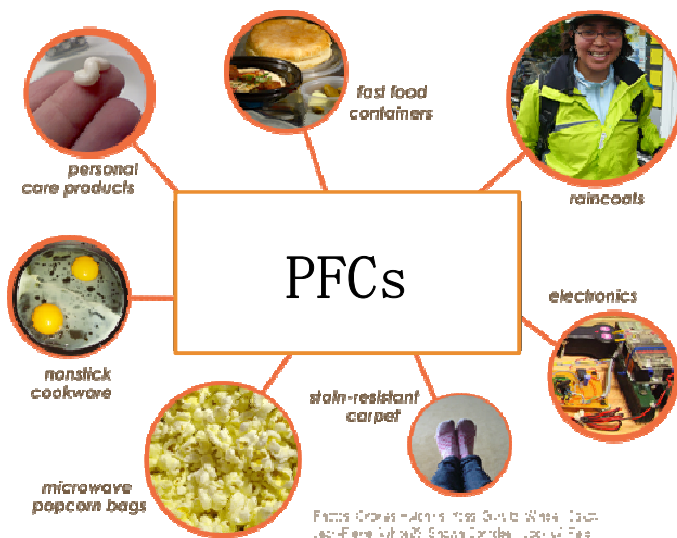 fast food
containers
personal
care products
raincoats
PFCs
electronics
nonstick
cookware
stain-resistant
carpet
microwave
popcorn bags